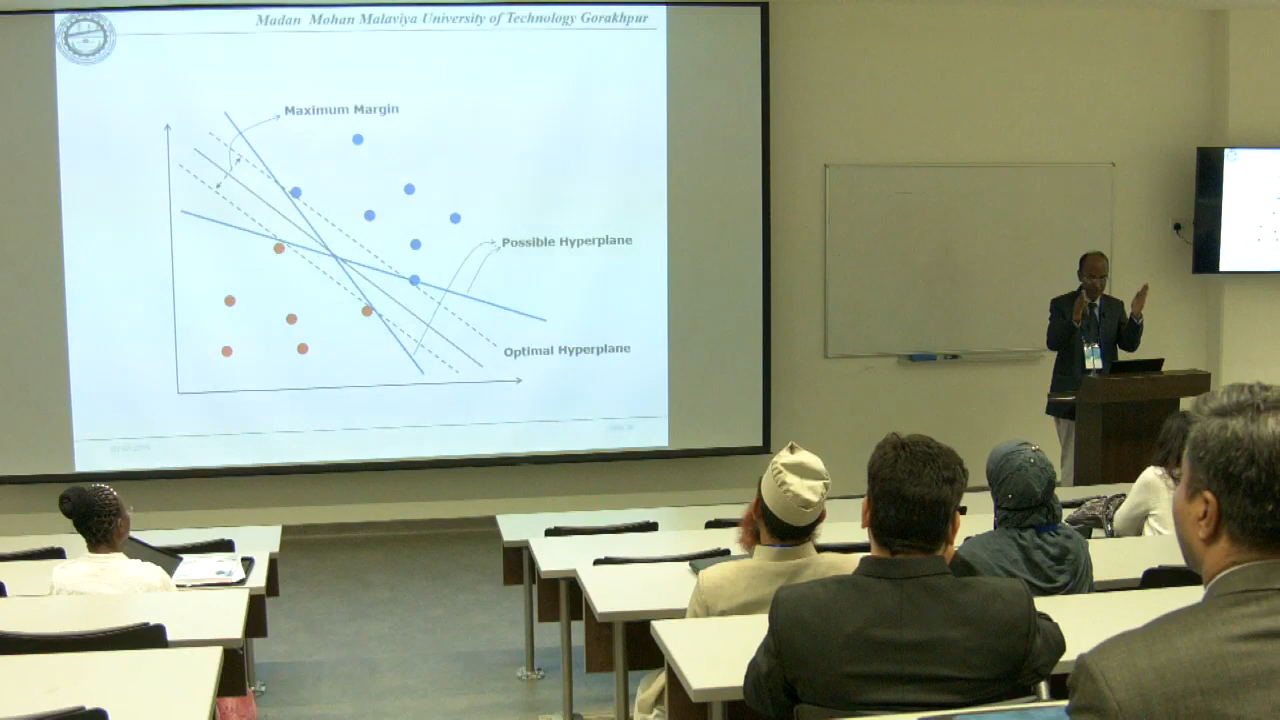 Madan Mohan Malaviya University of Technology Gorakhpur
Maximum Margin
Possible Hyperplane
Optimal Hyperplane